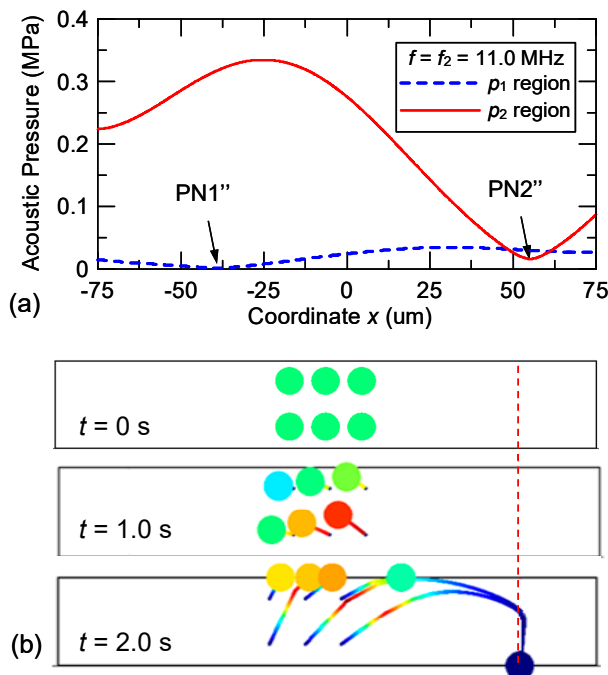 0.4
0.3
0.2
0.1
0
Acoustic Pressure (MPa)
f = f₂ = 11.0 MHz
p₁ region
p₂ region
PN1’’
PN2’’
-75 -50 -25 0 25 50 75
Coordinate x (um)
(a)
t = 0 s
t = 1.0 s
t = 2.0 s
(b)